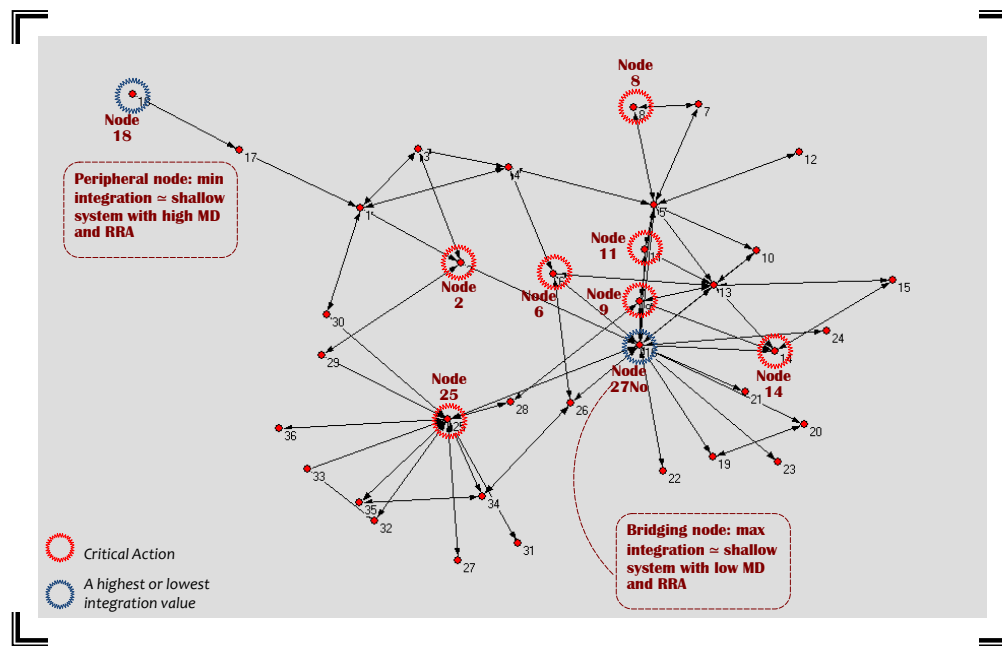 Node
8
7
12
Node
18
17
3
4
1
5
Peripheral node: min
integration ≃ shallow
system with high MD
and RRA
Node
11
10
13
15
Node
2
Node
6
Node
9
30
29
24
14
Node
27No
Node
14
21
Node
25
28
26
20
25
36
33
19
23
22
34
35
32
31
27
Bridging node: max
integration ≃ shallow
system with low MD
and RRA
Critical Action
A highest or lowest
integration value